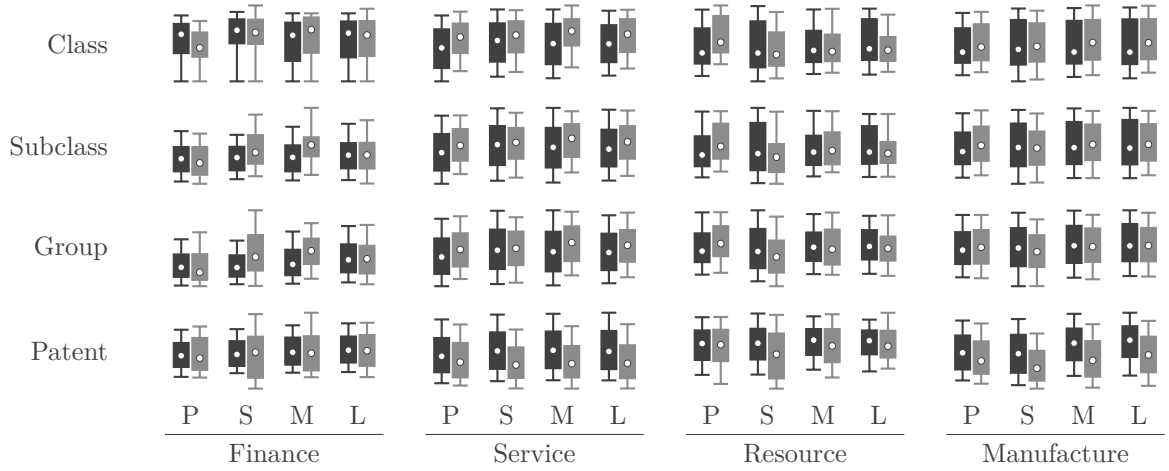 Class
Subclass
Group
Patent
P S M L P S M L P S M L P S M L
Finance Service Resource Manufacture